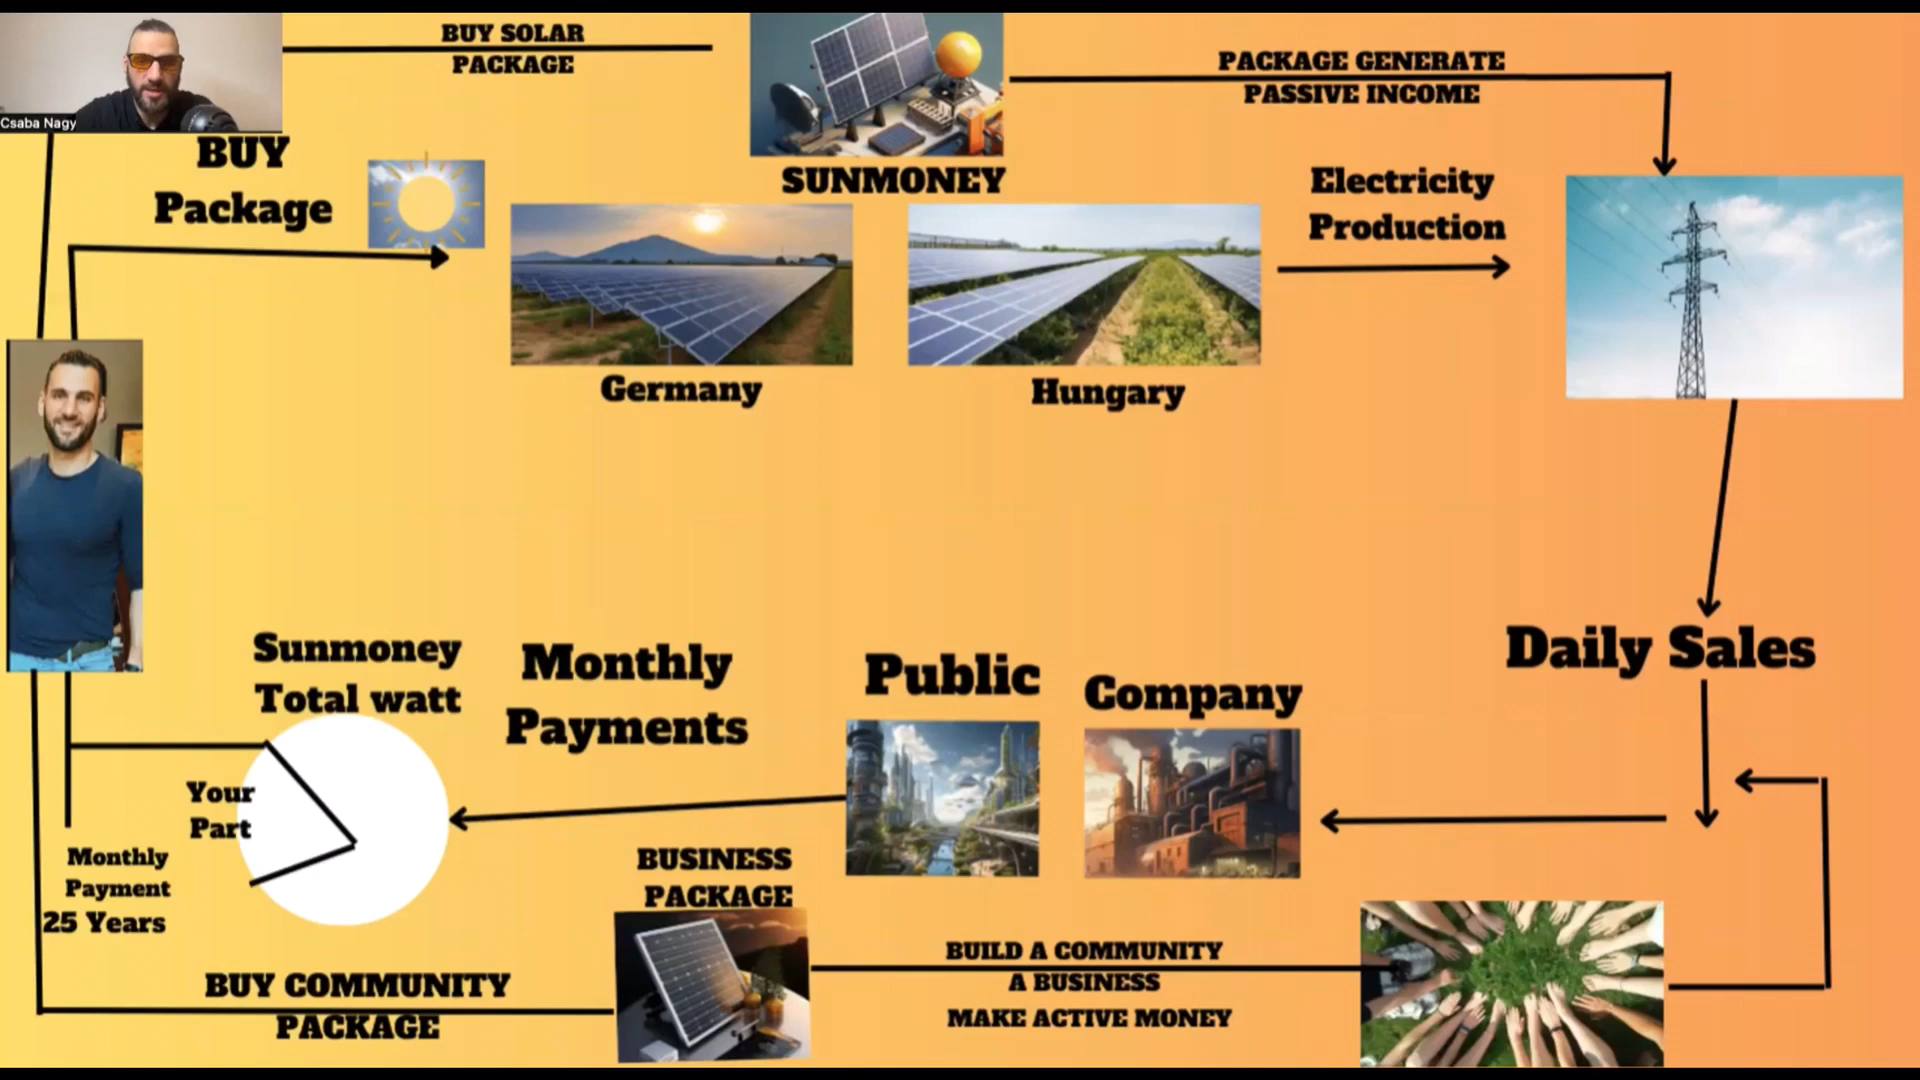 BUY SOLAR
PACKAGE
PACKAGE GENERATE
PASSIVE INCOME
Csaba Nagy
BUY
Package
SUNMONEY
Electricity
Production
Germany
Hungary
Daily Sales
Sunmoney
Total watt
Monthly
Payments
Public
Company
Your
Part
Monthly
Payment
25 Years
BUSINESS
PACKAGE
BUY COMMUNITY
PACKAGE
BUILD A COMMUNITY
A BUSINESS
MAKE ACTIVE MONEY